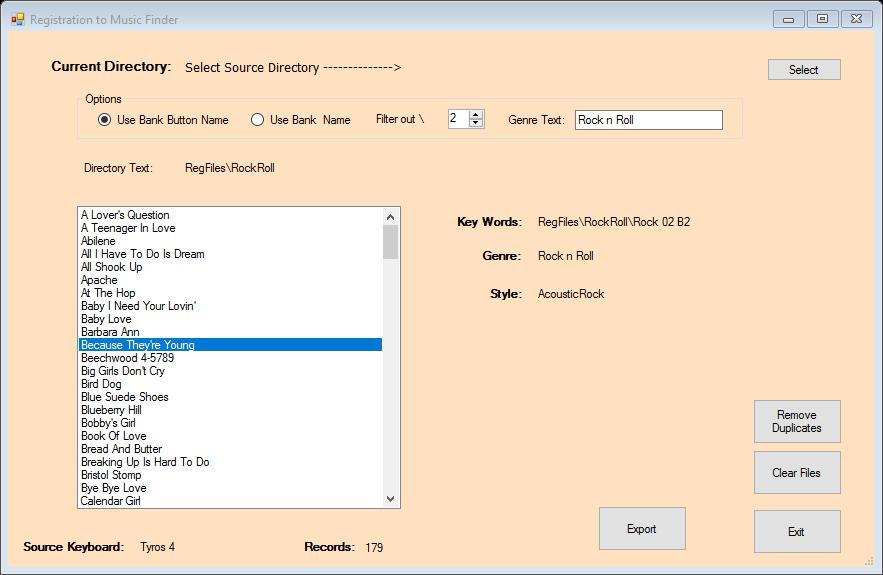 Registration to Music Finder
Current Directory: Select Source Directory -------------->
Select
Options
Use Bank Button Name Use Bank Name Filter out \ 2 Genre Text: Rock n Roll
Directory Text: RegFiles\RockRoll
A Lover's Question
A Teenager In Love
Abilene
All I Have To Do Is Dream
All Shook Up
Apache
At The Hop
Baby I Need Your Lovin'
Baby Love
Barbara Ann
Because They're Young
Beechwood 4-5789
Big Girls Don't Cry
Bird Dog
Blue Suede Shoes
Blueberry Hill
Bobby's Girl
Book Of Love
Bread And Butter
Breaking Up Is Hard To Do
Bristol Stomp
Bye Bye Love
Calendar Girl
Key Words: RegFiles\RockRoll\Rock 02 B2
Genre: Rock n Roll
Style: AcousticRock
Remove
Duplicates
Clear Files
Export
Exit
Source Keyboard: Tyros 4
Records: 179